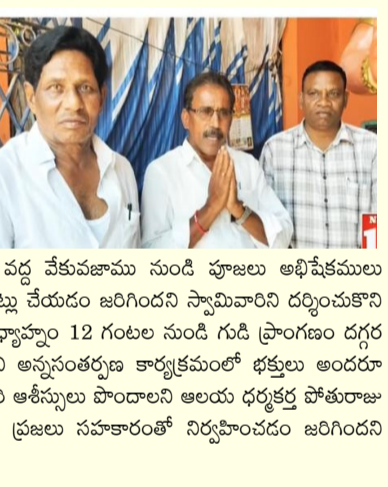 వద్ద వేకువజాము నుండి పూజలు అభిషేకములు
చేయడం జరిగిందని స్వామివారిని దర్శించుకొని
12 గంటల నుండి గుడి ప్రాంగణం దగ్గర
అన్నసంతర్పణ కార్యక్రమంలో భక్తులు అందరూ
ఆశీస్సులు పొందాలని ఆలయ ధర్మకర్త పోతురాజు
ప్రజలు సహకారంతో నిర్వహించడం జరిగిందని